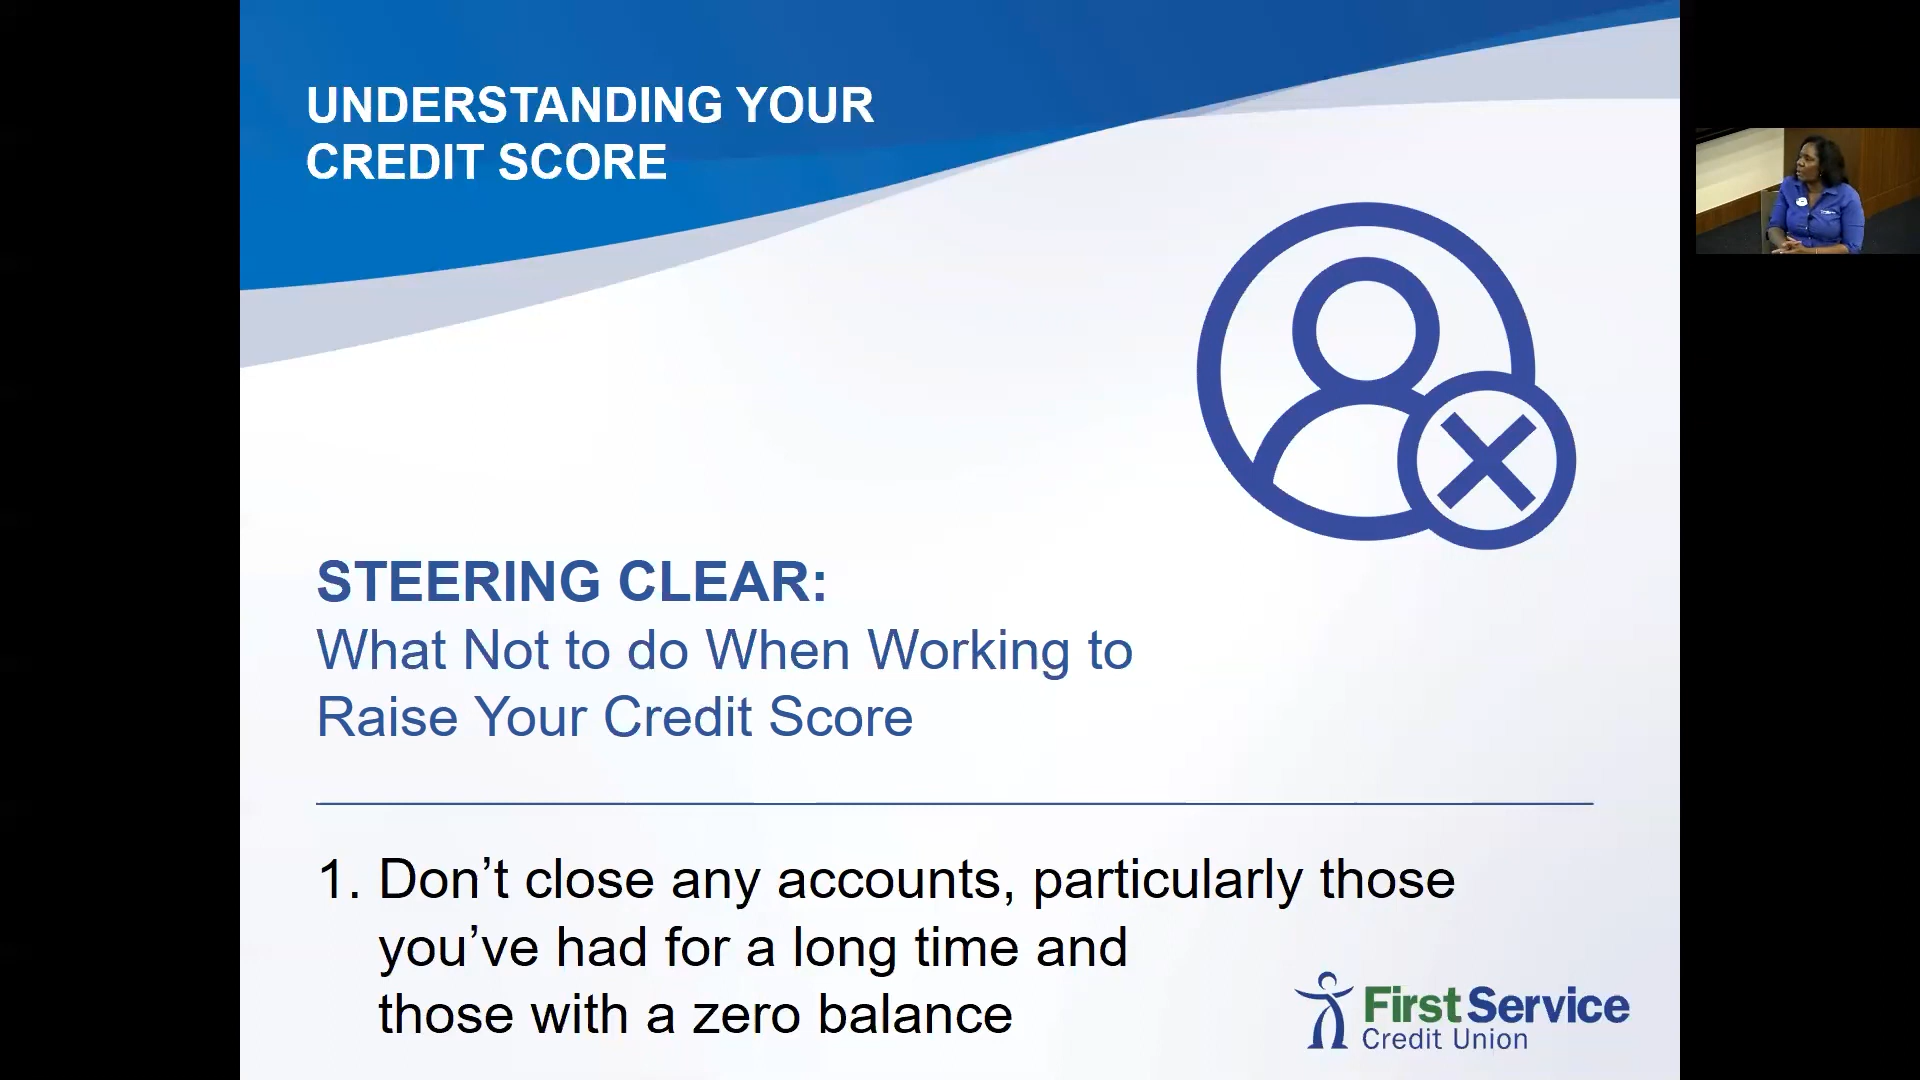 UNDERSTANDING YOUR
CREDIT SCORE
STEERING CLEAR:
What Not to do When Working to
Raise Your Credit Score
1. Don’t close any accounts, particularly those
you’ve had for a long time and
those with a zero balance
First Service
Credit Union